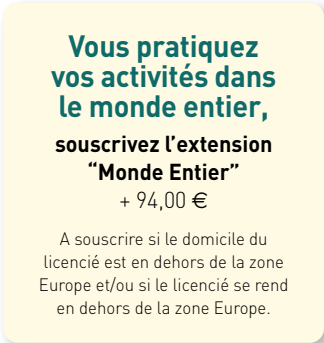 Vous pratiquez
vos activités dans
le monde entier,
souscrivez l’extension
“Monde Entier”
+ 94,00 €
A souscrire si le domicile du
licencié est en dehors de la zone
Europe et/ou si le licencié se rend
en dehors de la zone Europe.